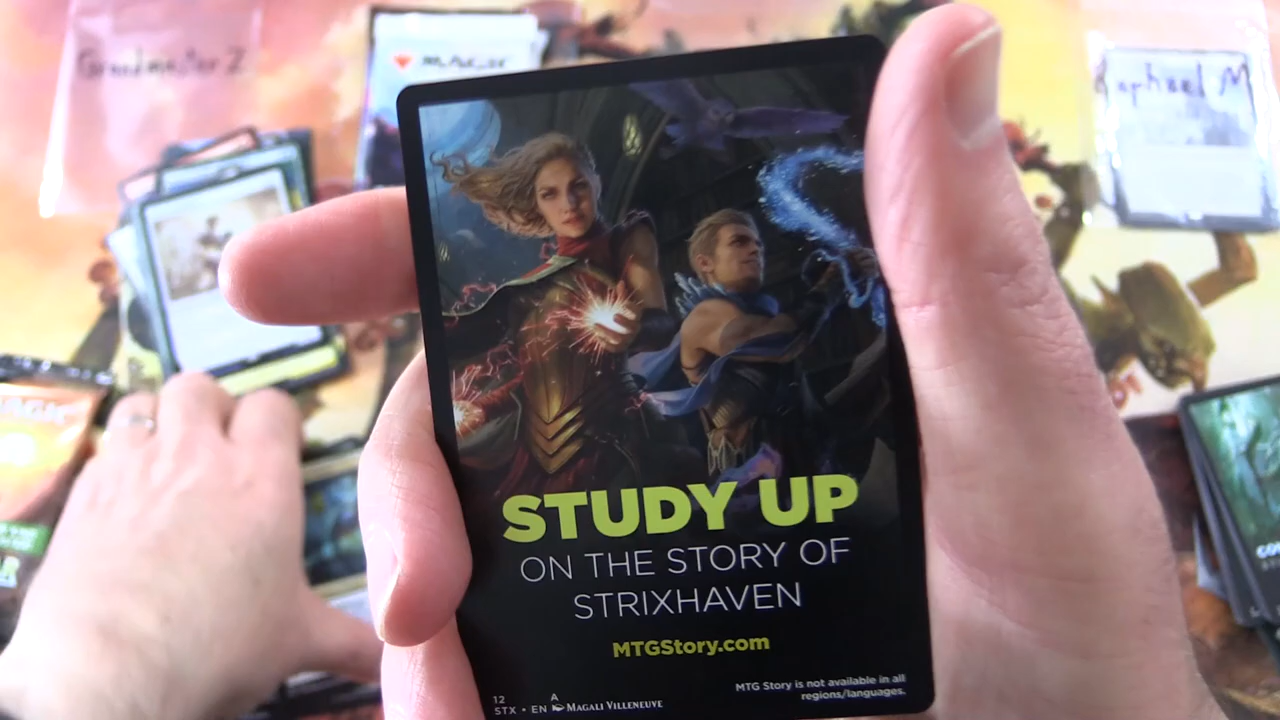 Grandmaster Z
Raphael M
MAGIC
STUDY UP
ON THE STORY OF
STRIXHAVEN
MTGStory.com
12 A
STX • EN MAGALI VILLENEUVE
MTG Story is not available in all
regions/languages.